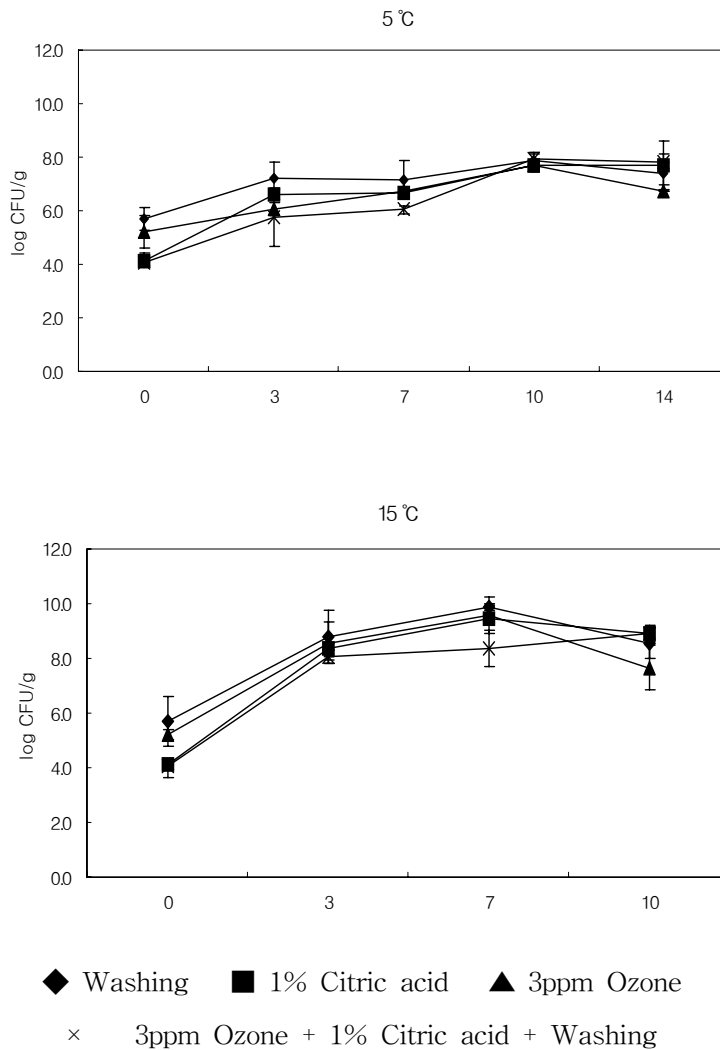 5 ℃
12.0
10.0
8.0
6.0
4.0
2.0
0.0
log CFU/g
0 3 7 10 14
15 ℃
12.0
10.0
8.0
6.0
4.0
2.0
0.0
log CFU/g
0 3 7 10
Washing 1% Citric acid 3ppm Ozone
3ppm Ozone + 1% Citric acid + Washing